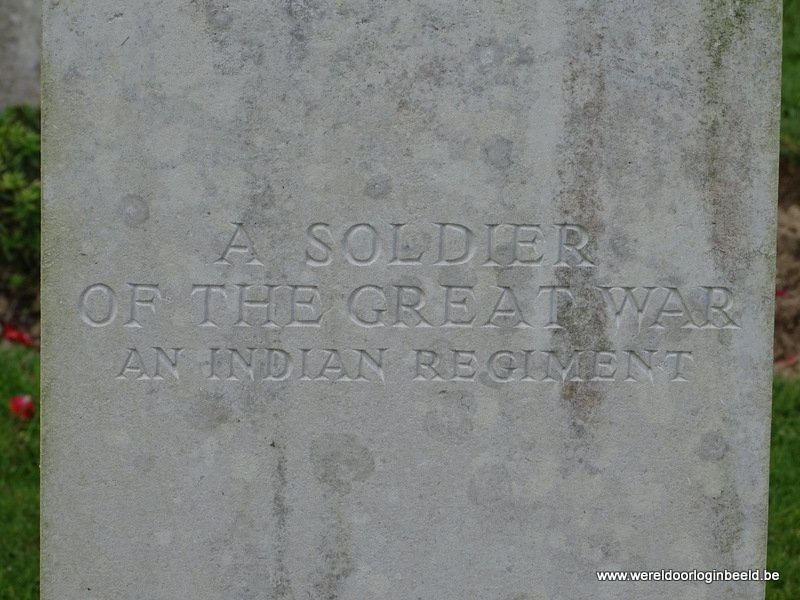 A SOLDIER
OF THE GREAT WAR
AN INDIAN REGIMENT
www.wereldoorloginbeeld.be